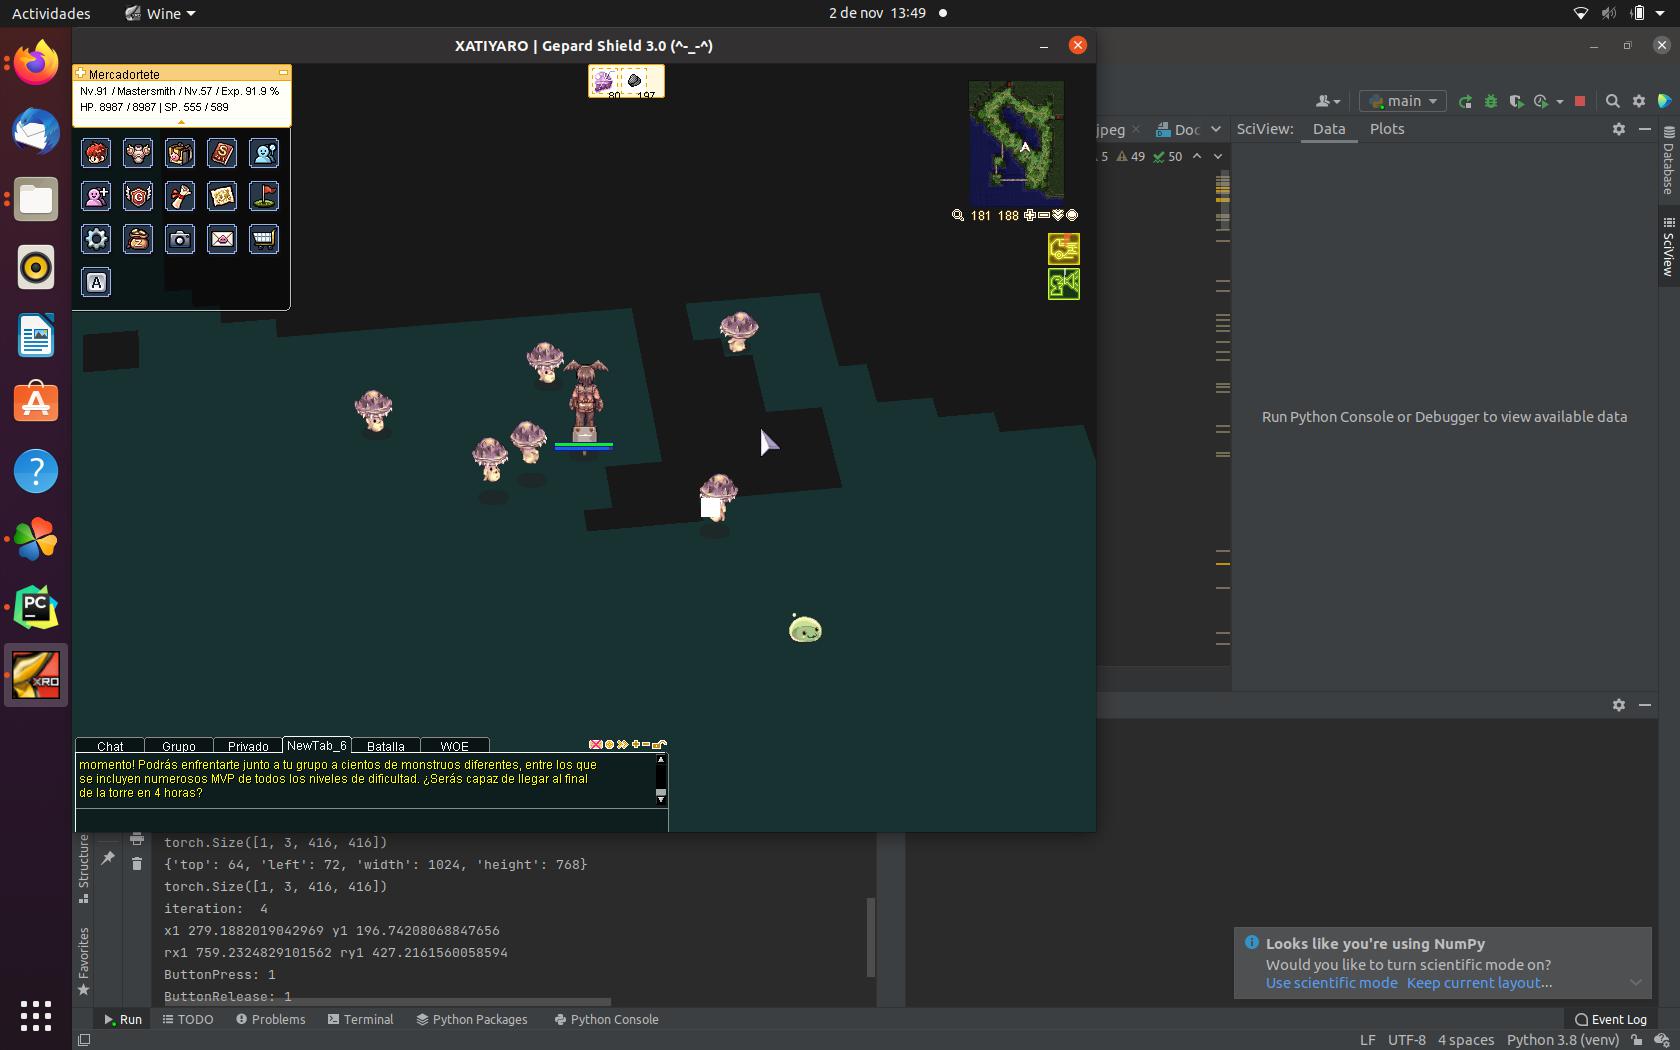 Actividades
Wine
2 de nov 13:49
XATIYARO | Gepard Shield 3.0 (^-_-^)
Mercadortete
Nv.91 / Mastersmith / Nv.57 / Exp. 91.9 %
HP. 8987 / 8987 | SP. 555 / 589
80 197
181 188
A
main
jpeg
Doc
SciView:
Data
Plots
5 49 50
Database
SciView
Run Python Console or Debugger to view available data
Chat
Grupo
Privado
NewTab_6
Batalla
WOE
momento! Podrás enfrentarte junto a tu grupo a cientos de monstruos diferentes, entre los que
se incluyen numerosos MVP de todos los niveles de dificultad. ¿Serás capaz de llegar al final
de la torre en 4 horas?
XRO
PC
Structure
Favorites
torch.Size([1, 3, 416, 416])
{'top': 64, 'left': 72, 'width': 1024, 'height': 768}
torch.Size([1, 3, 416, 416])
iteration:  4
x1 279.1882019042969 y1 196.74208068847656
rx1 759.2324829101562 ry1 427.2161560058594
ButtonPress: 1
ButtonRelease: 1
Looks like you're using NumPy
Would you like to turn scientific mode on?
Use scientific mode Keep current layout...
Run
TODO
Problems
Terminal
Python Packages
Python Console
Event Log
LF UTF-8 4 spaces Python 3.8 (venv)